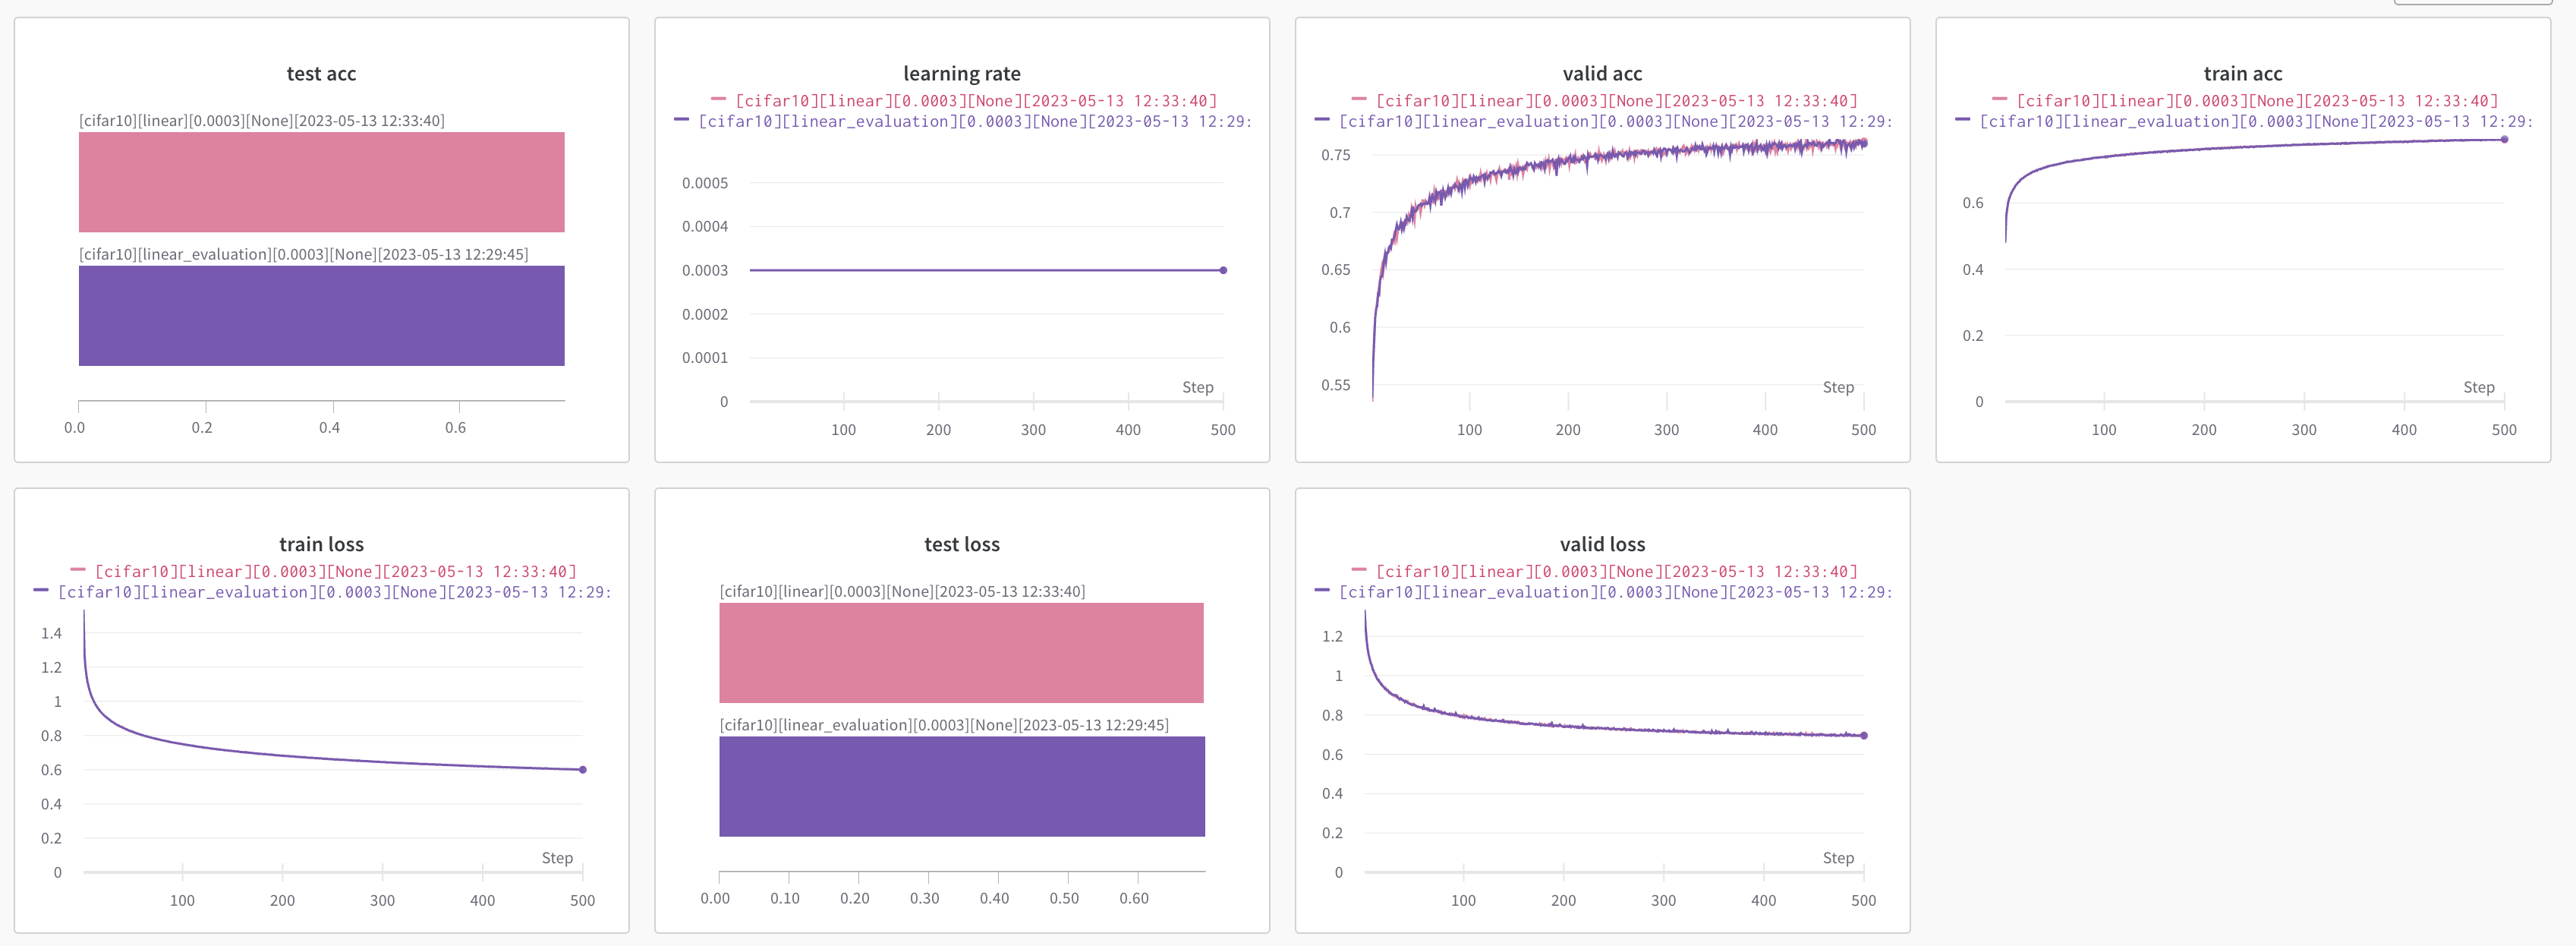 test acc
[cifar10][linear][0.0003][None][2023-05-13 12:33:40]
[cifar10][linear_evaluation][0.0003][None][2023-05-13 12:29:45]
0.0 0.2 0.4 0.6
learning rate
[cifar10][linear][0.0003][None][2023-05-13 12:33:40]
[cifar10][linear_evaluation][0.0003][None][2023-05-13 12:29:
0.0005
0.0004
0.0003
0.0002
0.0001
Step
0
100 200 300 400 500
valid acc
[cifar10][linear][0.0003][None][2023-05-13 12:33:40]
[cifar10][linear_evaluation][0.0003][None][2023-05-13 12:29:
0.75
0.7
0.65
0.6
0.55
Step
100 200 300 400 500
train acc
[cifar10][linear][0.0003][None][2023-05-13 12:33:40]
[cifar10][linear_evaluation][0.0003][None][2023-05-13 12:29:
0.6
0.4
0.2
Step
0
100 200 300 400 500
train loss
[cifar10][linear][0.0003][None][2023-05-13 12:33:40]
[cifar10][linear_evaluation][0.0003][None][2023-05-13 12:29:
1.4
1.2
1
0.8
0.6
0.4
0.2
Step
0
100 200 300 400 500
test loss
[cifar10][linear][0.0003][None][2023-05-13 12:33:40]
[cifar10][linear_evaluation][0.0003][None][2023-05-13 12:29:45]
0.00 0.10 0.20 0.30 0.40 0.50 0.60
valid loss
[cifar10][linear][0.0003][None][2023-05-13 12:33:40]
[cifar10][linear_evaluation][0.0003][None][2023-05-13 12:29:
1.2
1
0.8
0.6
0.4
0.2
Step
0
100 200 300 400 500